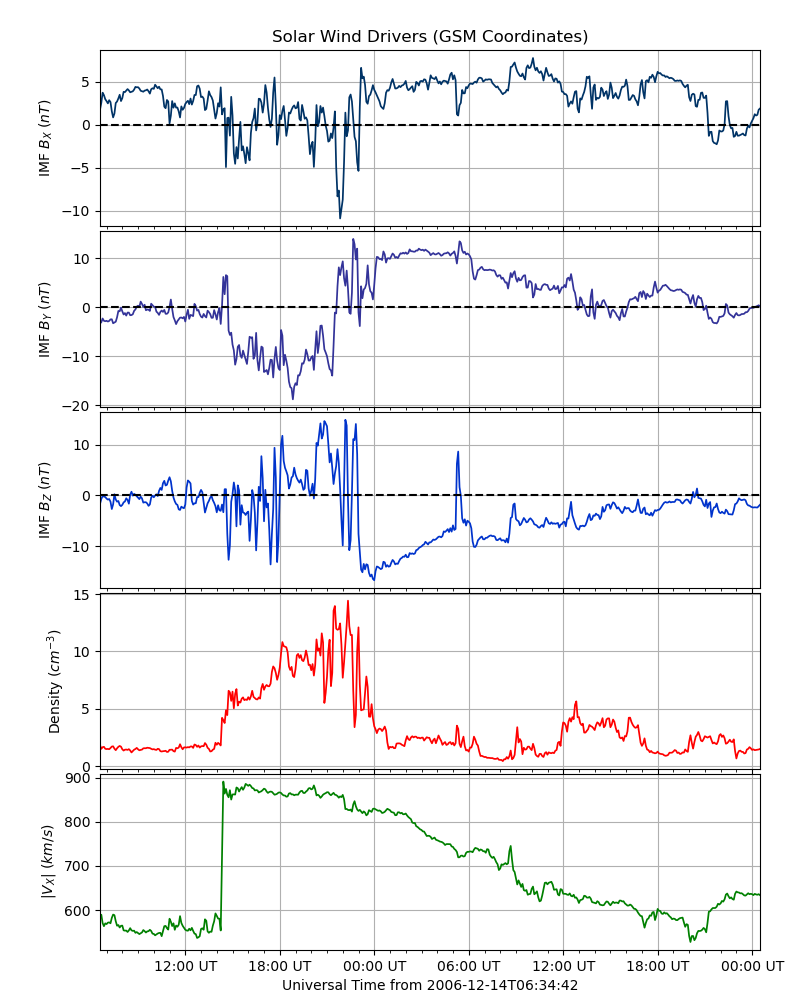 Solar Wind Drivers (GSM Coordinates)
IMF B_X (nT)
5
0
−5
−10
IMF B_Y (nT)
10
0
−10
−20
IMF B_Z (nT)
10
0
−10
Density (cm^{-3})
15
10
5
0
|V_X| (km/s)
900
800
700
600
12:00 UT 18:00 UT 00:00 UT 06:00 UT 12:00 UT 18:00 UT 00:00 UT
Universal Time from 2006-12-14T06:34:42